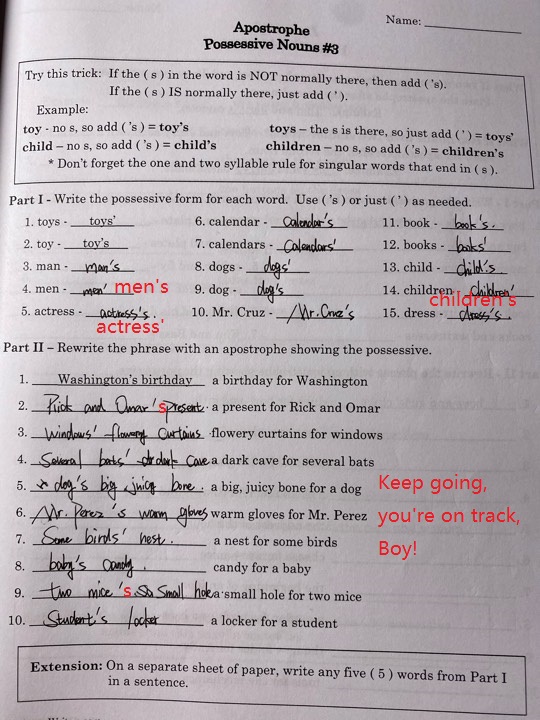 Name:
Apostrophe
Possessive Nouns #3
Try this trick: If the ( s ) in the word is NOT normally there, then add ( 's).
If the ( s ) IS normally there, just add ( ' ).
Example:
toy - no s, so add ( 's ) = toy's toys – the s is there, so just add ( ' ) = toys'
child – no s, so add ( 's ) = child's children – no s, so add ( 's ) = children's
* Don't forget the one and two syllable rule for singular words that end in ( s ).
Part I - Write the possessive form for each word. Use ( 's ) or just ( ' ) as needed.
1. toys - toys' 6. calendar - Calendar's 11. book - book's.
2. toy - toy's 7. calendars - Calendars' 12. books - books'
3. man - man's 8. dogs - dogs' 13. child - Child's
4. men - men' men's 9. dog - dog's 14. children Children' children's
5. actress - actress's. actress' 10. Mr. Cruz - Mr. Cruz's 15. dress - dress's.
Part II – Rewrite the phrase with an apostrophe showing the possessive.
1. Washington's birthday a birthday for Washington
2. Rick and Omar's present. a present for Rick and Omar
3. Windows' flowery curtains flowery curtains for windows
4. Several bats' dark cave a dark cave for several bats
5. dog's big, juicy bone. a big, juicy bone for a dog
6. Mr. Perez's warm gloves warm gloves for Mr. Perez
7. Some birds' nest. a nest for some birds
8. baby's candy. candy for a baby
9. two mice's. Small hole a small hole for two mice
10. Student's locker a locker for a student
Keep going,
you're on track,
Boy!
Extension: On a separate sheet of paper, write any five ( 5 ) words from Part I
in a sentence.